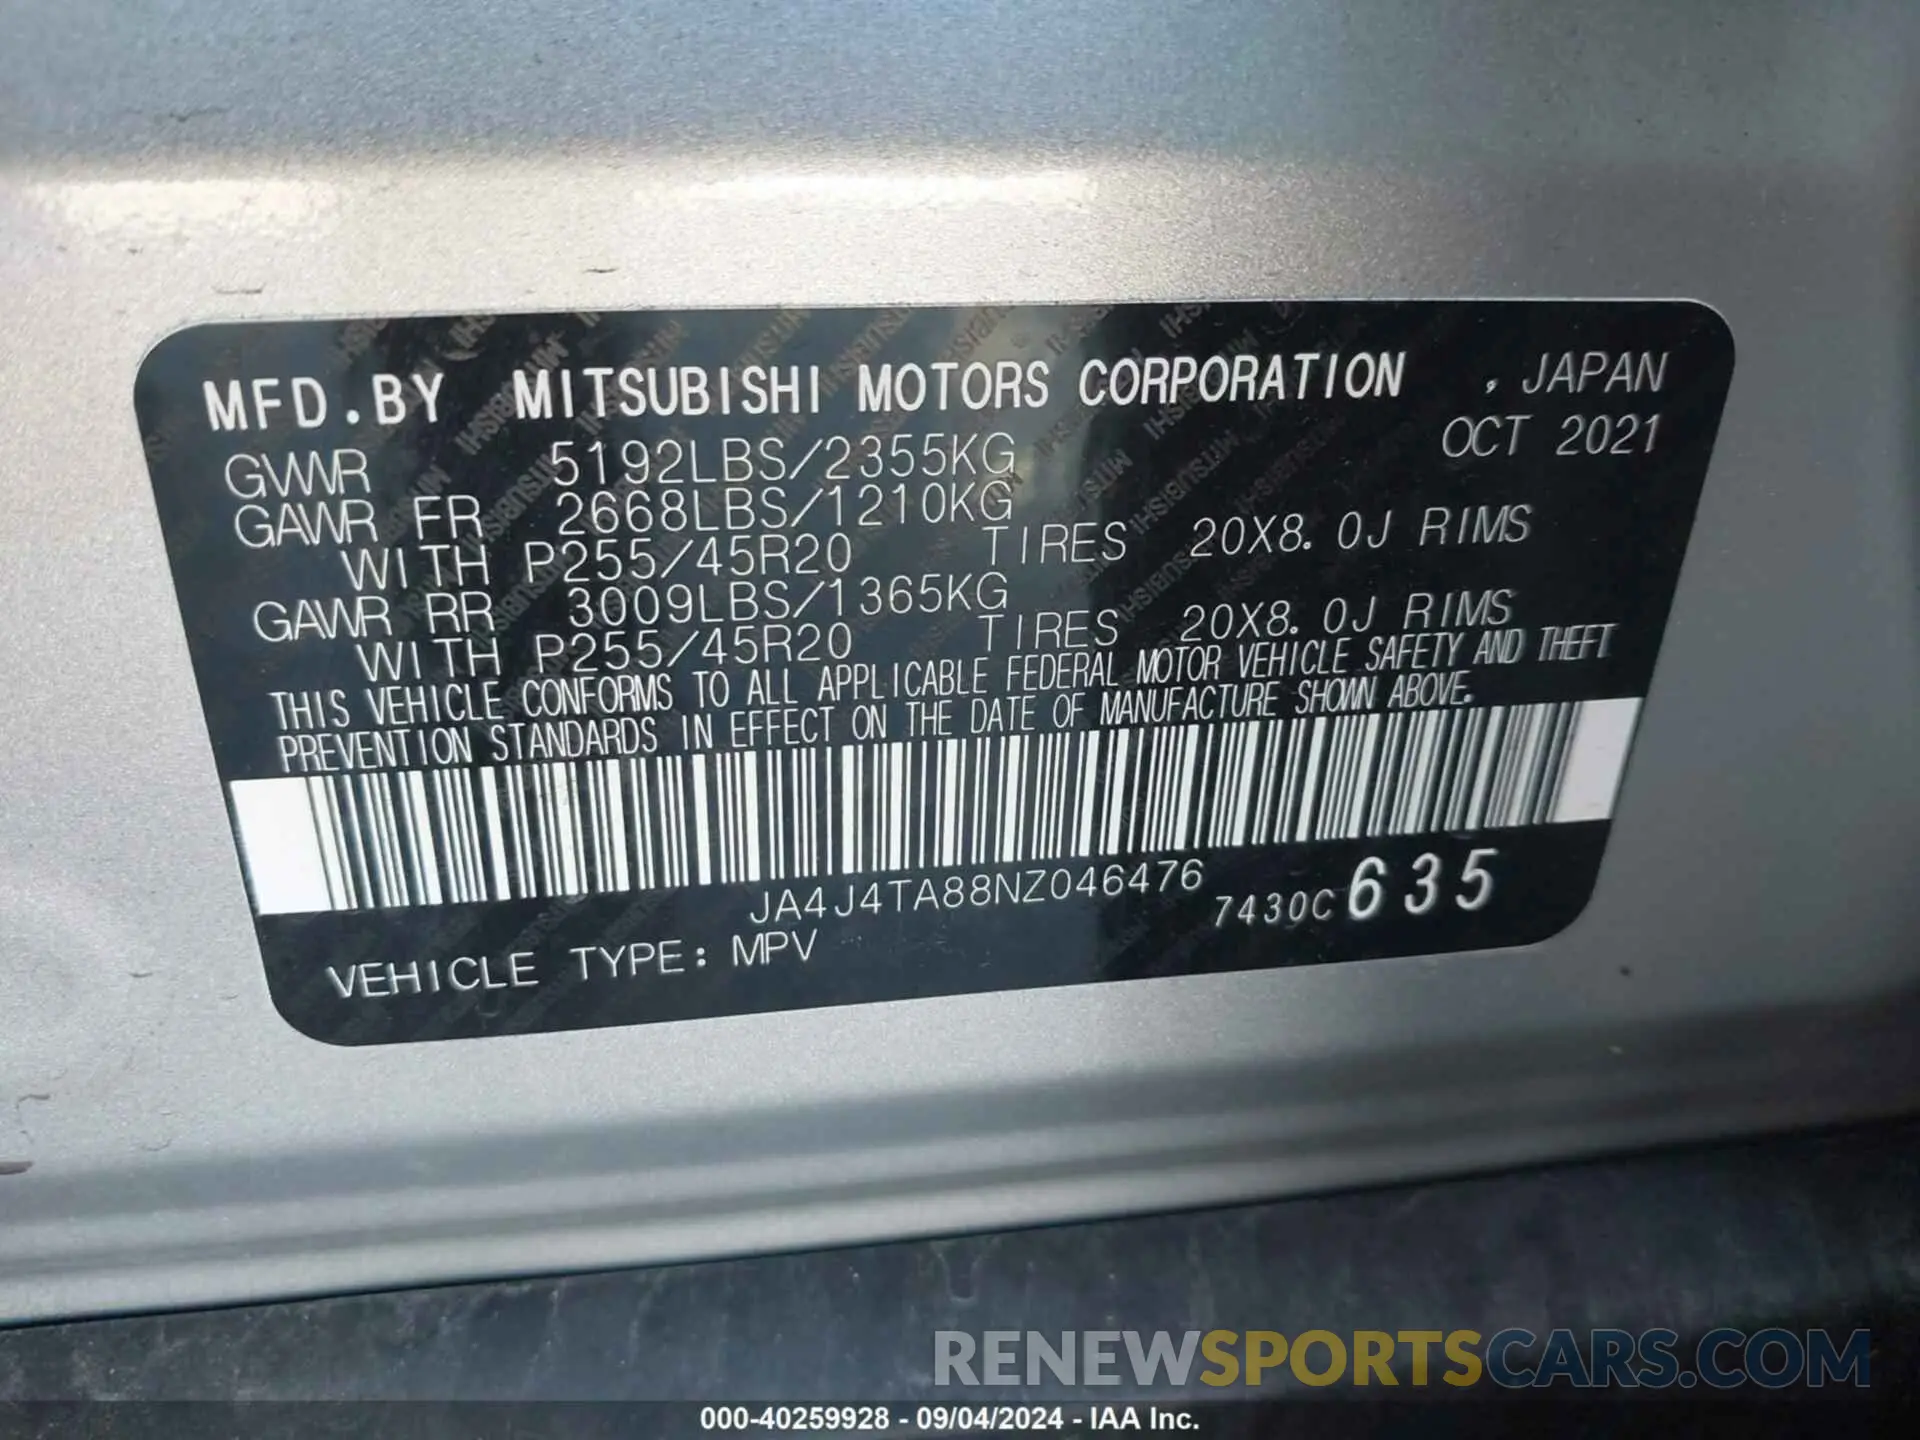 MFD.BY MITSUBISHI MOTORS CORPORATION , JAPAN
OCT 2021
GVWR 5192LBS/2355KG
GAWR FR 2668LBS/1210KG
WITH P255/45R20 TIRES 20X8.0J RIMS
GAWR RR 3009LBS/1365KG
WITH P255/45R20 TIRES 20X8.0J RIMS
THIS VEHICLE CONFORMS TO ALL APPLICABLE FEDERAL MOTOR VEHICLE SAFETY AND THEFT
PREVENTION STANDARDS IN EFFECT ON THE DATE OF MANUFACTURE SHOWN ABOVE.
JA4J4TA88NZ046476
7430C635
VEHICLE TYPE: MPV
RENEWSPORTSCARS.COM
000-40259928 - 09/04/2024 - IAA Inc.